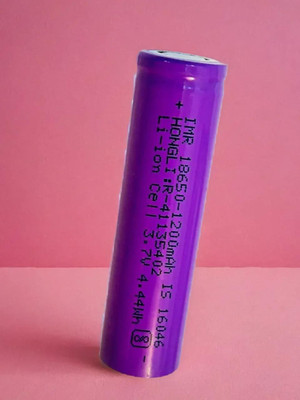 + IMR 18650-1200mAh IS 16046
HONGLI:R-41135402
Li-ion Cell 3.7V 4.44Wh -